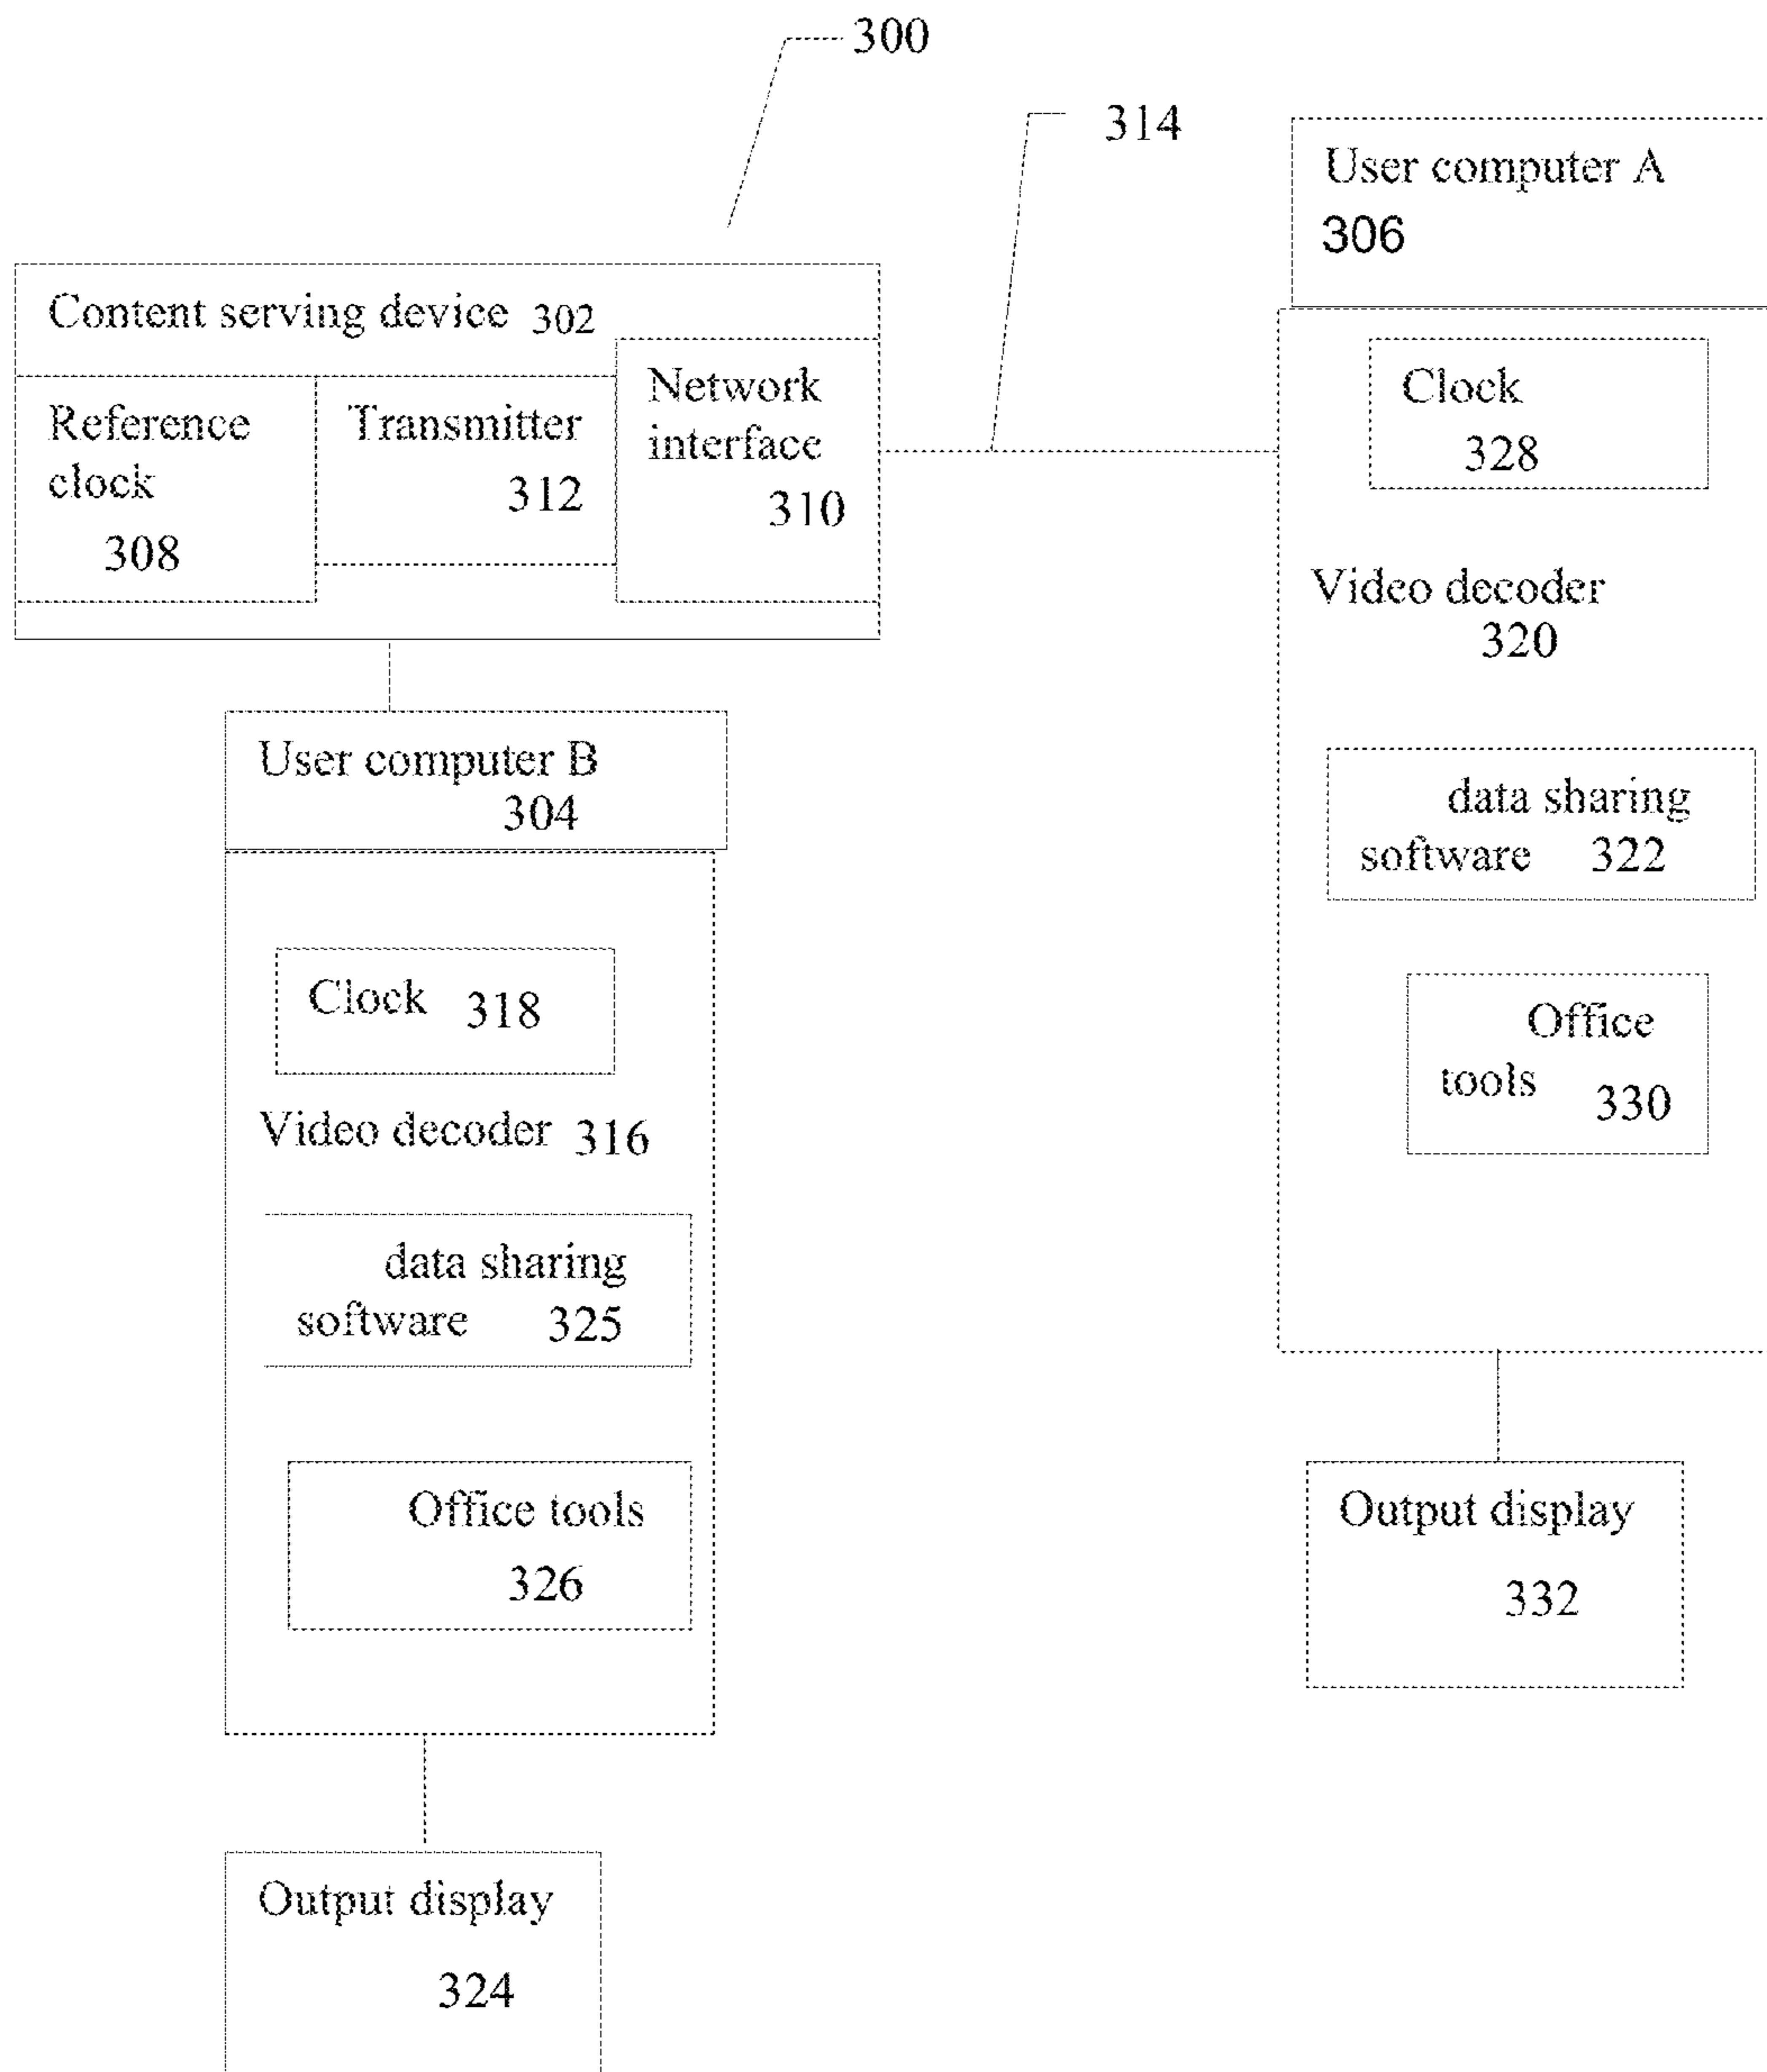 300
314
User computer A
306
Content serving device 302
Reference
clock
308
Transmitter
312
Network
interface
310
Clock
328
Video decoder
320
data sharing
software 322
Office
tools 330
Output display
332
User computer B
304
Clock 318
Video decoder 316
data sharing
software 325
Office tools
326
Output display
324